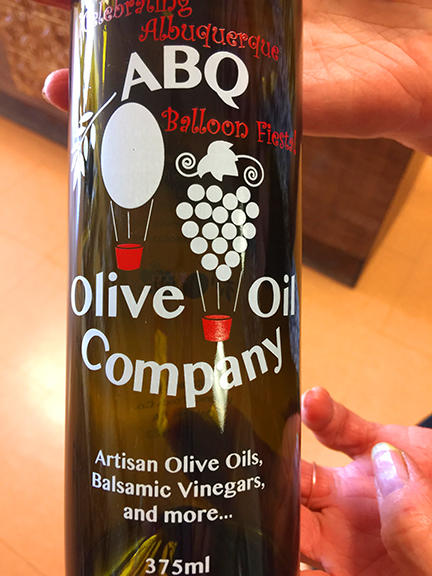 Celebrating
Albuquerque
ABQ
Balloon Fiesta!
Olive Oil
Company
Artisan Olive Oils,
Balsamic Vinegars,
and more...
375ml